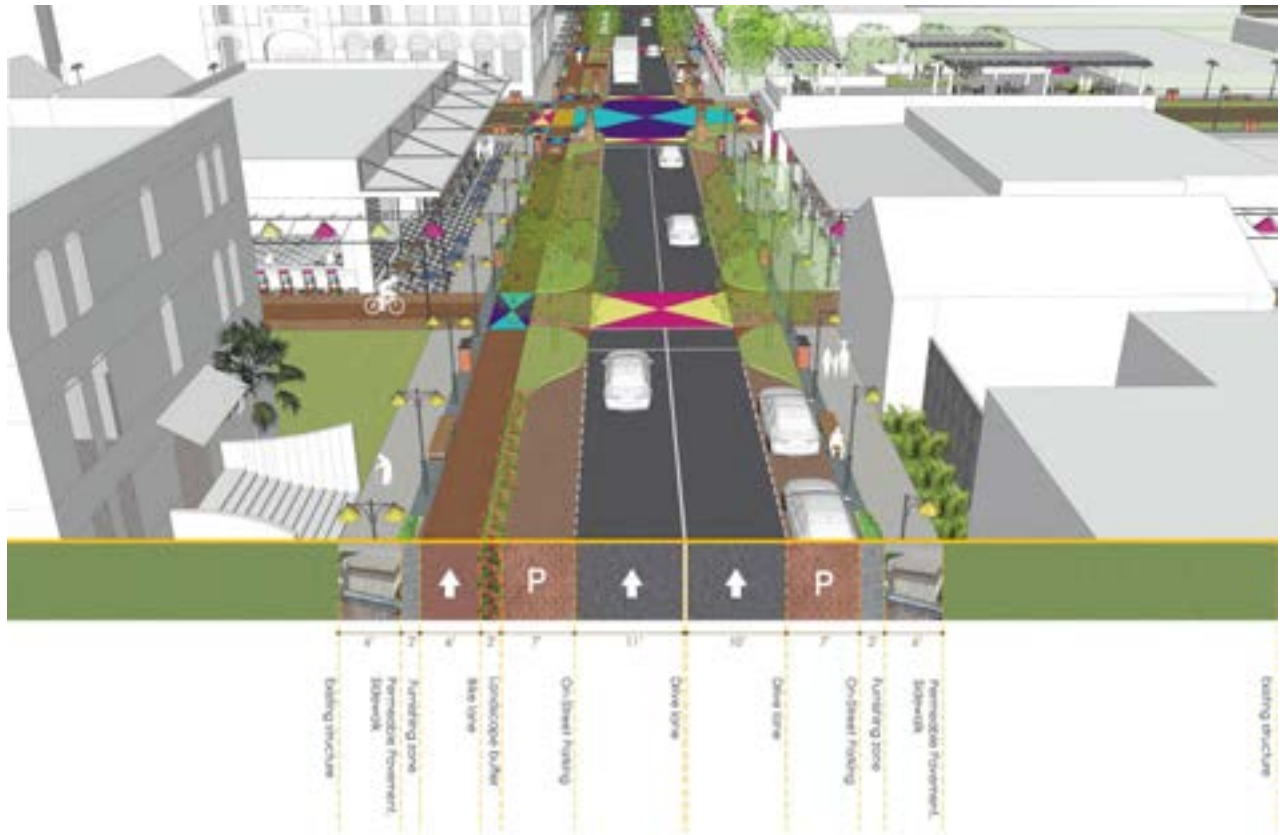 P
P
6'
2'
6'
2'
7'
11'
10'
7'
2'
6'
Existing structure
Permeable Pavement
Sidewalk
Furnishing zone
Bike lane
Landscape buffer
On-Street Parking
Drive lane
Drive lane
On-Street Parking
Furnishing zone
Permeable Pavement
Sidewalk
Existing structure